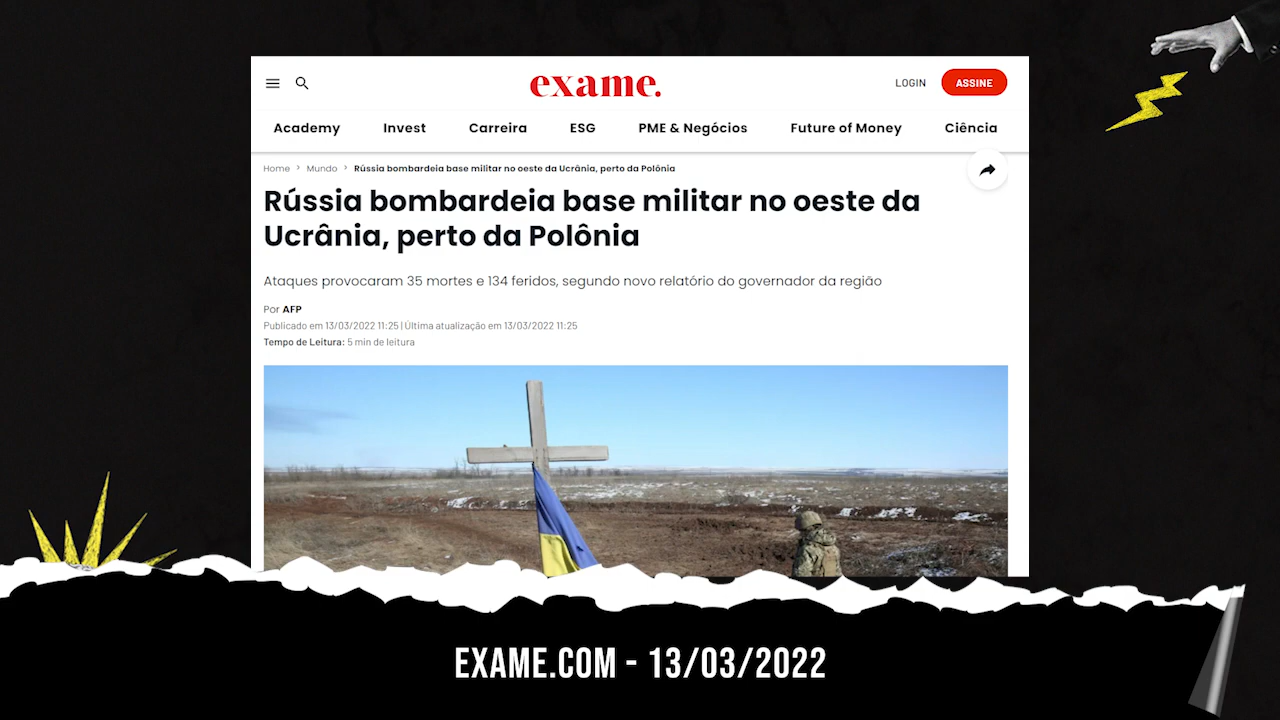 exame.
LOGIN
ASSINE
Academy Invest Carreira ESG PME & Negócios Future of Money Ciência
Home > Mundo > Rússia bombardeia base militar no oeste da Ucrânia, perto da Polônia
Rússia bombardeia base militar no oeste da
Ucrânia, perto da Polônia
Ataques provocaram 35 mortes e 134 feridos, segundo novo relatório do governador da região
Por AFP
Publicado em 13/03/2022 11:25 | Última atualização em 13/03/2022 11:25
Tempo de Leitura: 5 min de leitura
EXAME.COM - 13/03/2022